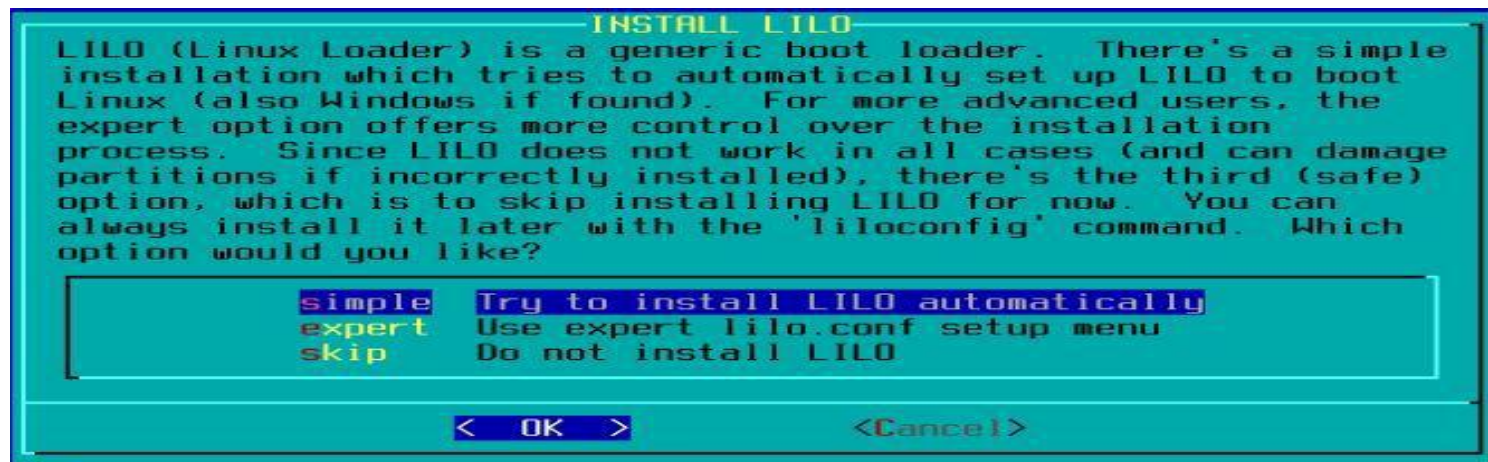 INSTALL LILO
LILO (Linux Loader) is a generic boot loader.  There's a simple
installation which tries to automatically set up LILO to boot
Linux (also Windows if found).  For more advanced users, the
expert option offers more control over the installation
process.  Since LILO does not work in all cases (and can damage
partitions if incorrectly installed), there's the third (safe)
option, which is to skip installing LILO for now.  You can
always install it later with the 'liloconfig' command.  Which
option would you like?
simple  Try to install LILO automatically
expert  Use expert lilo.conf setup menu
skip  Do not install LILO
<  OK  > <Cancel>